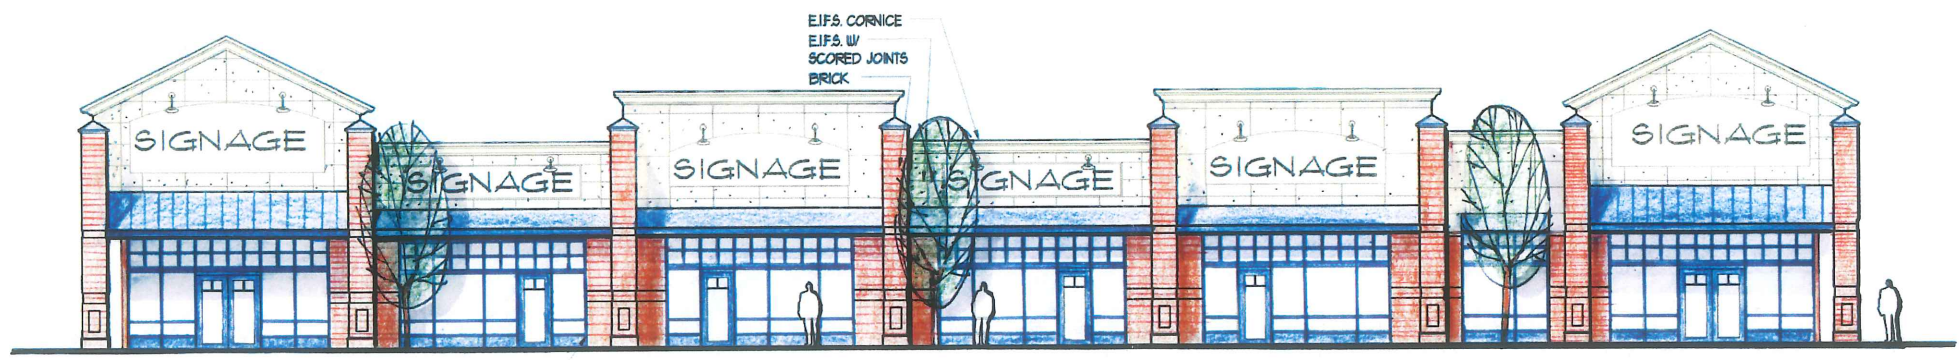 E.I.F.S. CORNICE
E.I.F.S. W/
SCORED JOINTS
BRICK
SIGNAGE
SIGNAGE
SIGNAGE
SIGNAGE
SIGNAGE
SIGNAGE